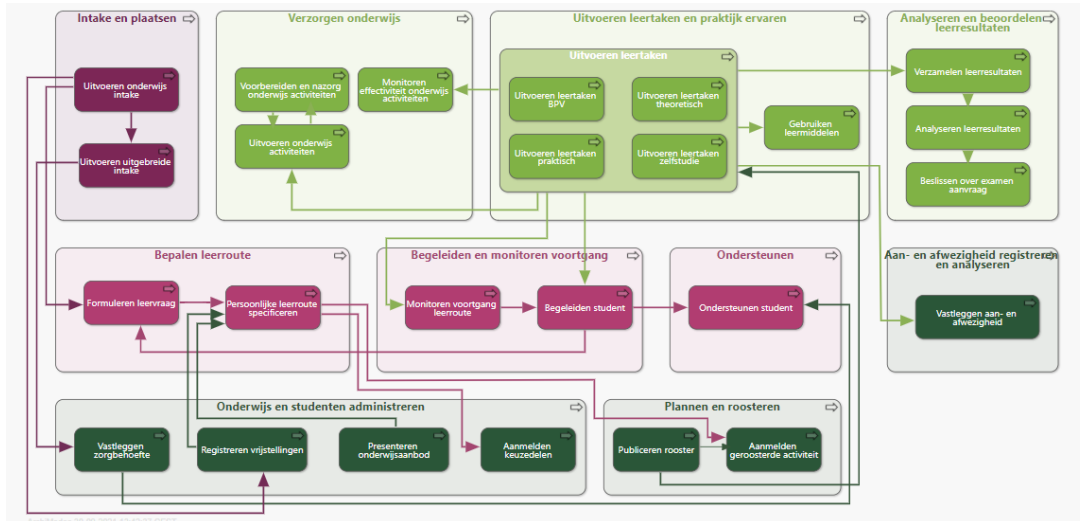 Intake en plaatsen
Verzorgen onderwijs
Uitvoeren leertaken en praktijk ervaren
Analyseren en beoordelen
leerresultaten
Uitvoeren onderwijs
intake
Uitvoeren uitgebreide
intake
Voorbereiden en nazorg
onderwijs activiteiten
Monitoren
effectiviteit onderwijs
activiteiten
Uitvoeren onderwijs
activiteiten
Uitvoeren leertaken
Uitvoeren leertaken
BPV
Uitvoeren leertaken
theoretisch
Uitvoeren leertaken
praktisch
Uitvoeren leertaken
zelfstudie
Gebruiken
leermiddelen
Verzamelen leerresultaten
Analyseren leerresultaten
Beslissen over examen
aanvraag
Bepalen leerroute
Begeleiden en monitoren voortgang
Ondersteunen
Aan- en afwezigheid registreren
en analyseren
Formuleren leervraag
Persoonlijke leerroute
specificeren
Monitoren voortgang
leerroute
Begeleiden student
Ondersteunen student
Vastleggen aan- en
afwezigheid
Onderwijs en studenten administreren
Plannen en roosteren
Vastleggen
zorgbehoefte
Registreren vrijstellingen
Presenteren
onderwijsaanbod
Aanmelden
keuzedelen
Publiceren rooster
Aanmelden
geroosterde activiteit